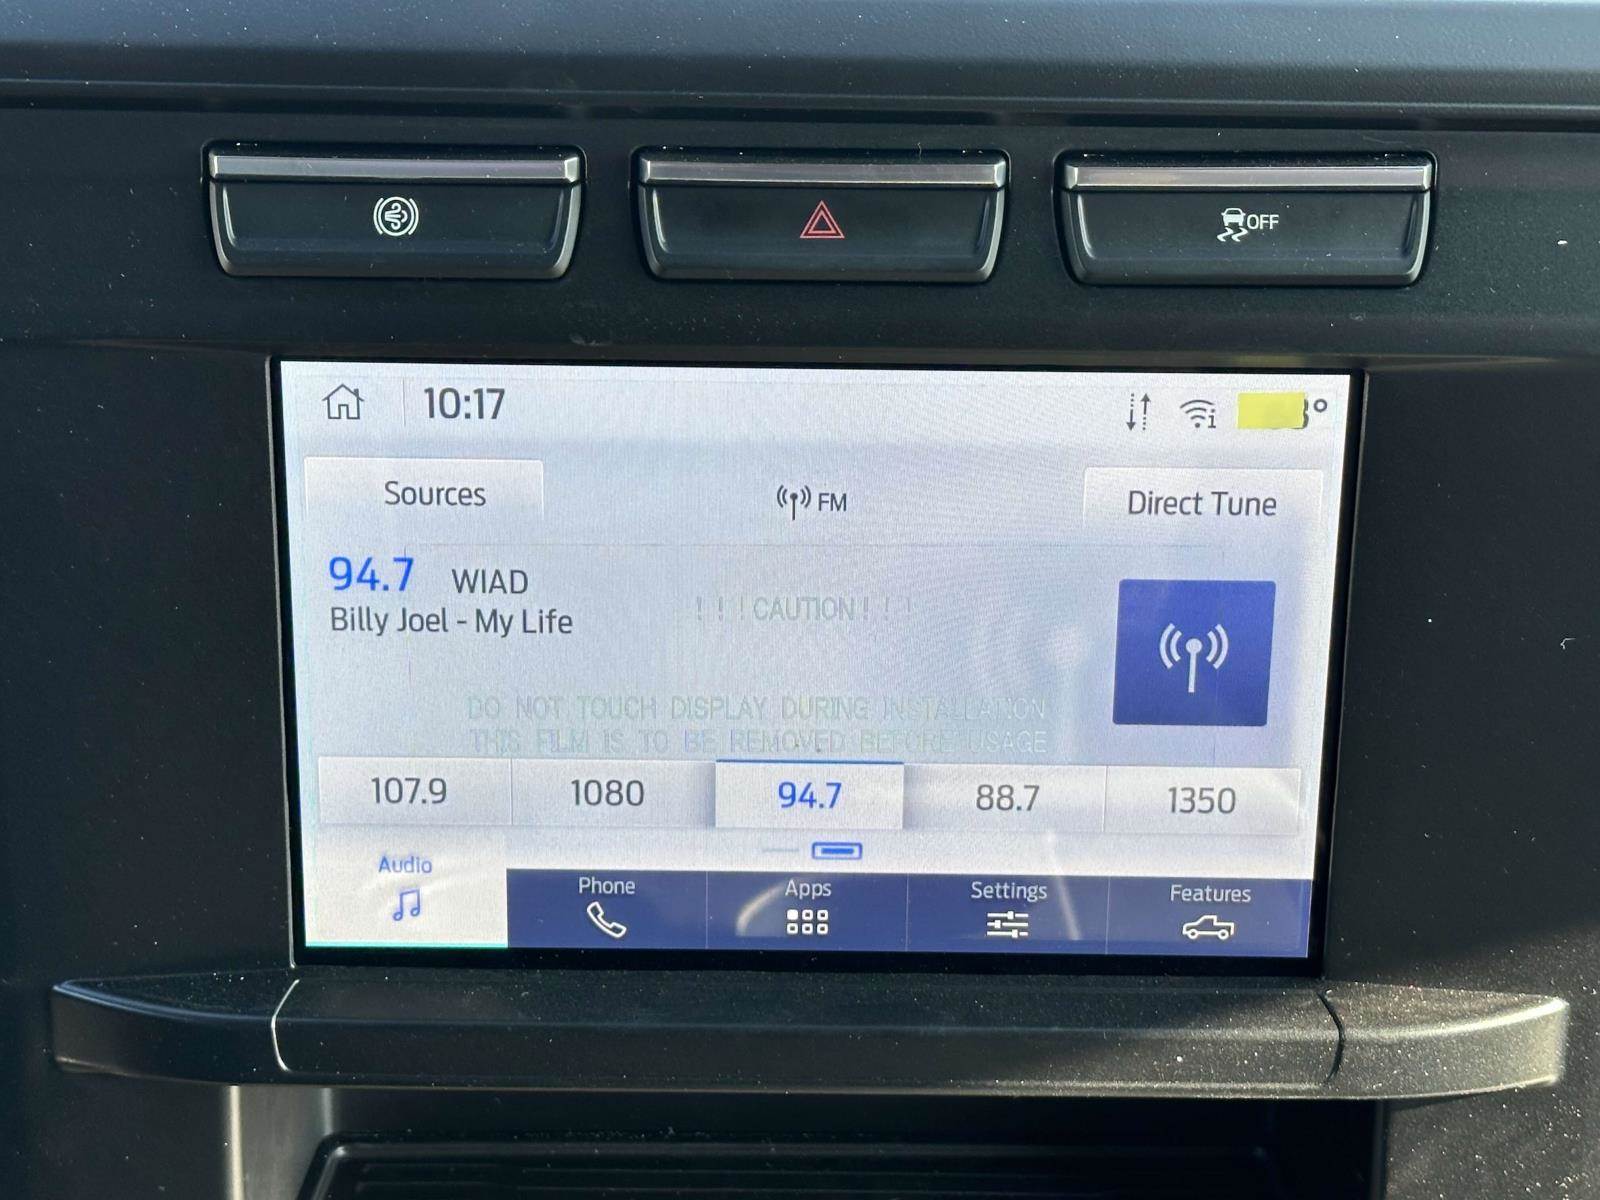 OFF
10:17
Sources
FM
Direct Tune
94.7 WIAD
Billy Joel - My Life
! ! ! CAUTION ! ! !
DO NOT TOUCH DISPLAY DURING INSTALLATION
THIS FILM IS TO BE REMOVED BEFORE USAGE
107.9 1080 94.7 88.7 1350
Audio Phone Apps Settings Features